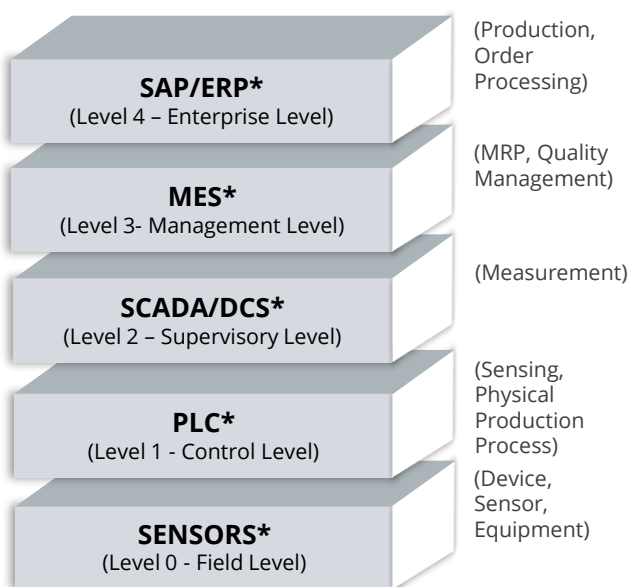 SAP/ERP*
(Level 4 – Enterprise Level)
(Production,
Order
Processing)
MES*
(Level 3- Management Level)
(MRP, Quality
Management)
SCADA/DCS*
(Level 2 – Supervisory Level)
(Measurement)
PLC*
(Level 1 - Control Level)
(Sensing,
Physical
Production
Process)
SENSORS*
(Level 0 - Field Level)
(Device,
Sensor,
Equipment)